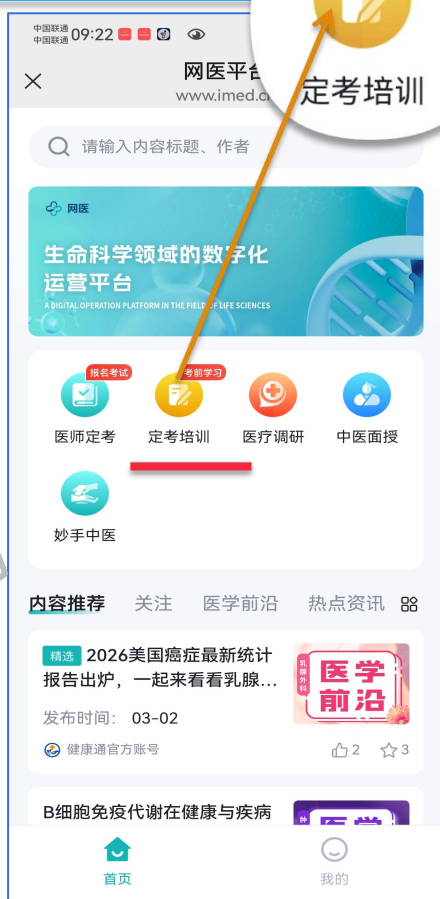 中国联通
中国联通 09:22
网医平台
www.imed.c
定考培训
请输入内容标题、作者
网医
生命科学领域的数字化
运营平台
A DIGITAL OPERATION PLATFORM IN THE FIELD OF LIFE SCIENCES
报名考试
考前学习
医师定考 定考培训 医疗调研 中医面授
妙手中医
内容推荐 关注 医学前沿 热点资讯
精选 2026美国癌症最新统计
报告出炉，一起来看看乳腺...
发布时间: 03-02
健康通官方账号
2 3
乳腺外科
医学
前沿
B细胞免疫代谢在健康与疾病
首页 我的